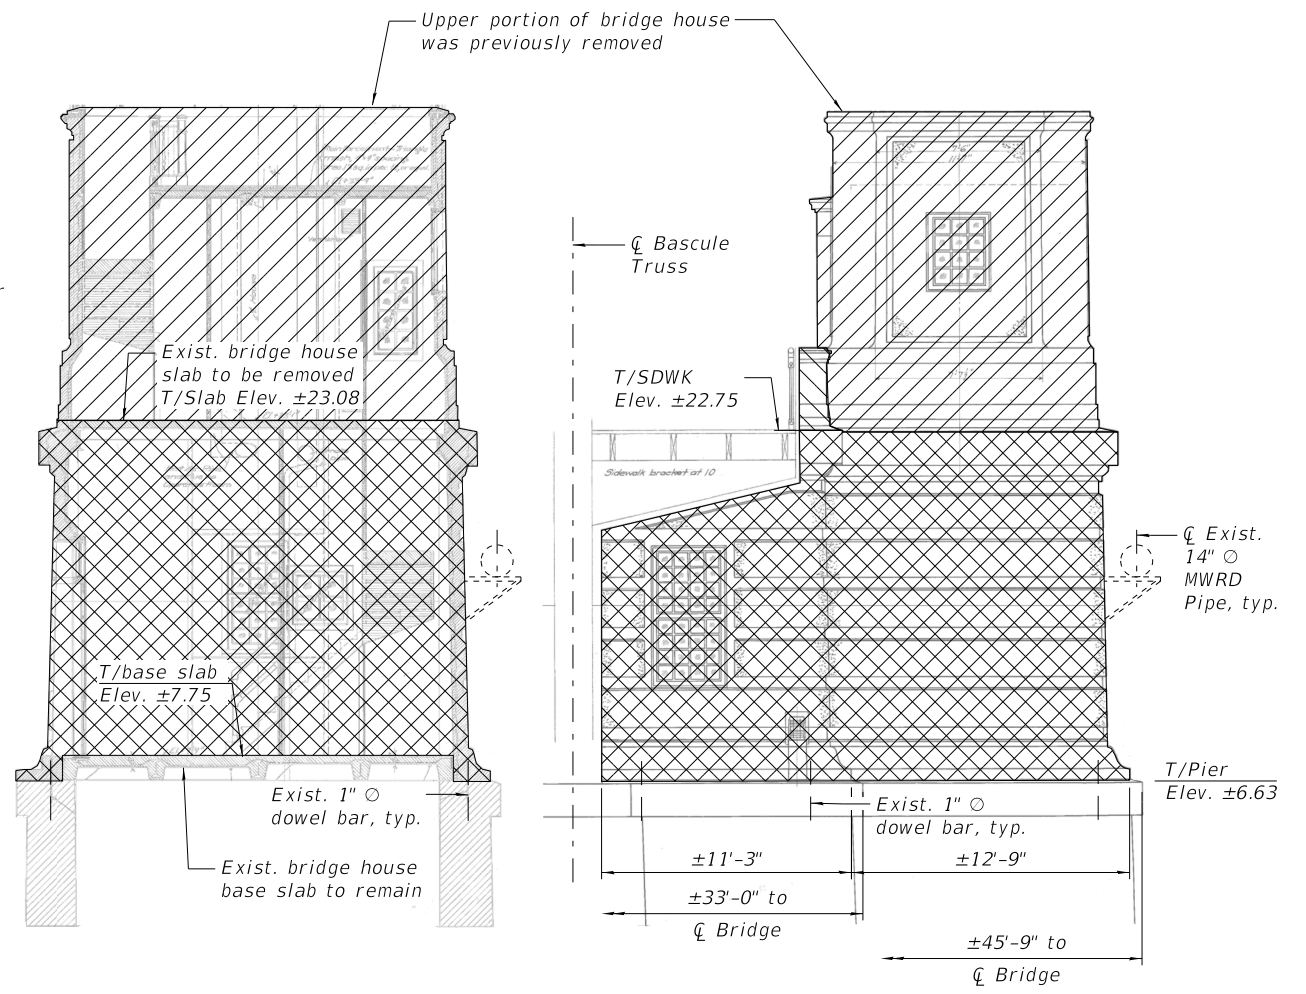 Upper portion of bridge house
was previously removed
℄ Bascule
Truss
Exist. bridge house
slab to be removed
T/Slab Elev. ±23.08
T/SDWK
Elev. ±22.75
Sidewalk bracket at 10
℄ Exist.
14" ∅
MWRD
Pipe, typ.
T/base slab
Elev. ±7.75
T/Pier
Elev. ±6.63
Exist. 1" ∅
dowel bar, typ.
Exist. 1" ∅
dowel bar, typ.
Exist. bridge house
base slab to remain
±11'-3"
±12'-9"
±33'-0" to
℄ Bridge
±45'-9" to
℄ Bridge